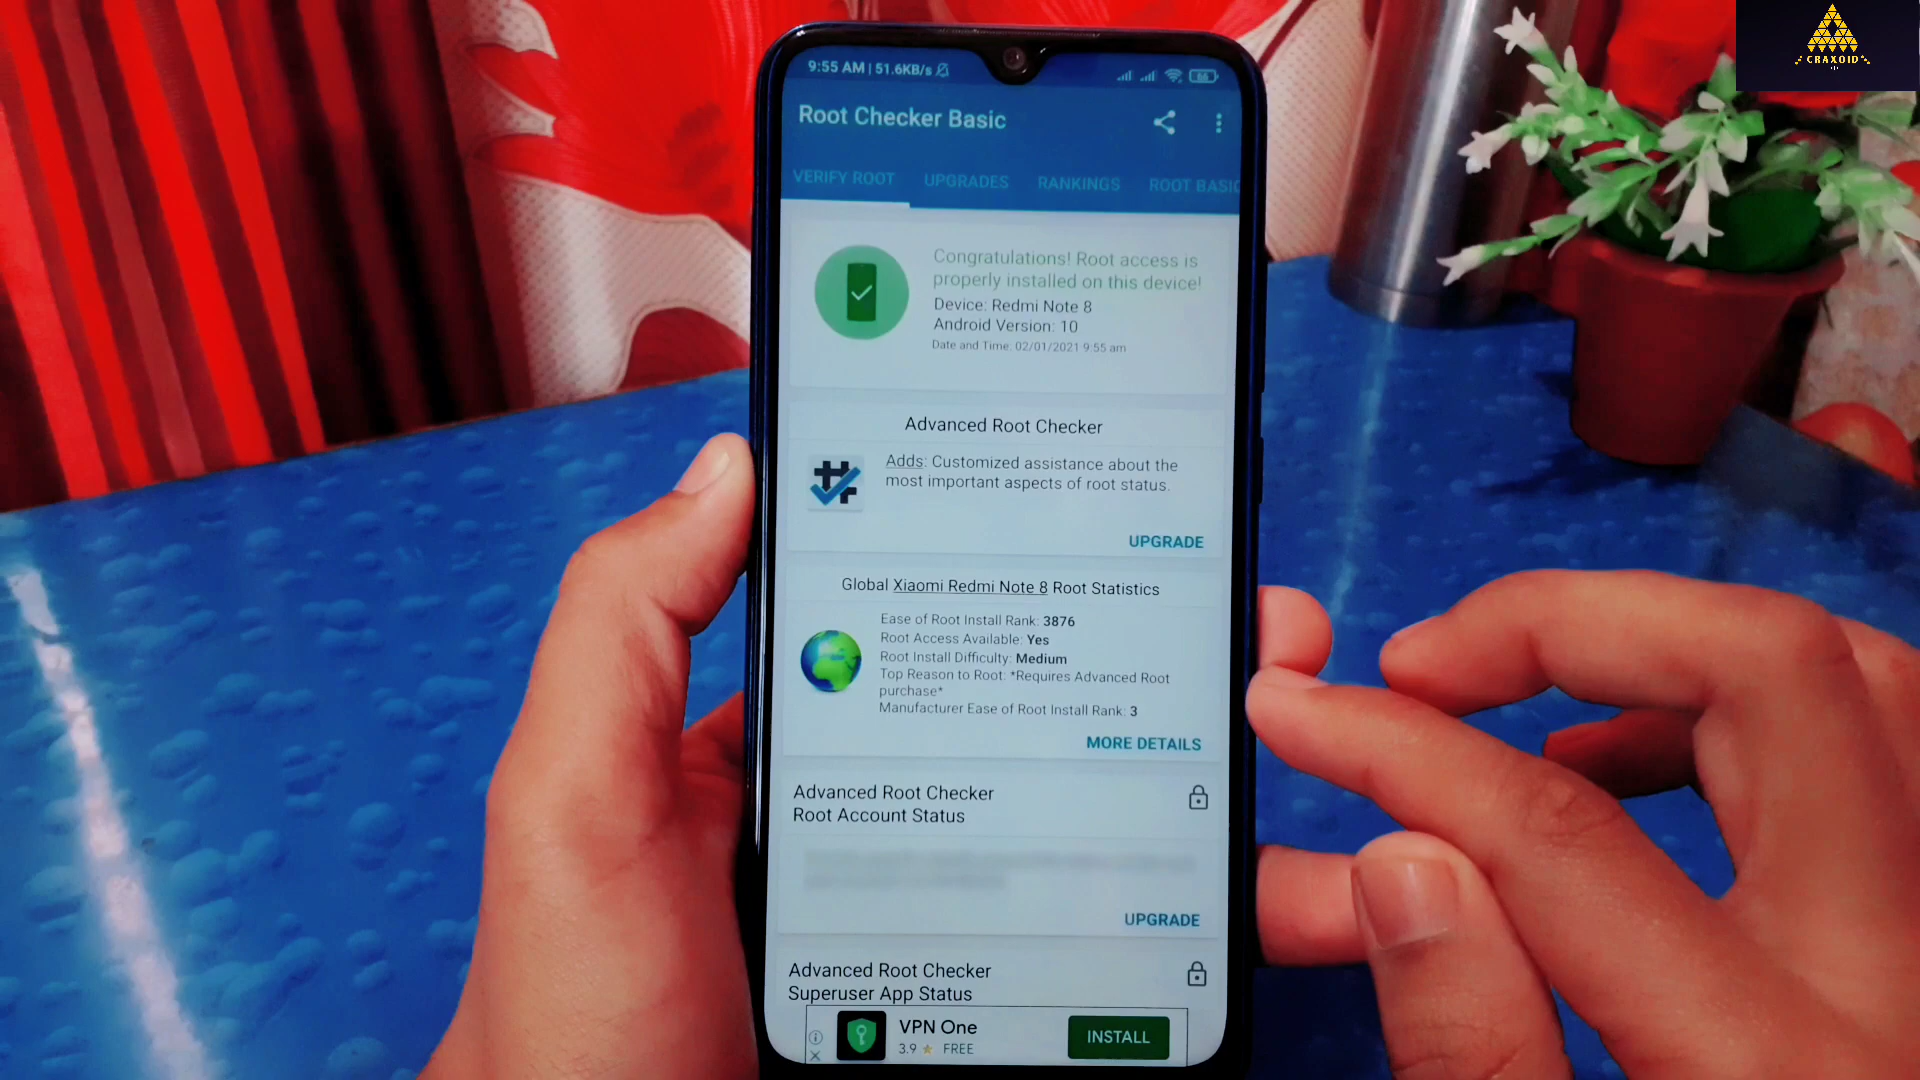 CRAXOID
9:55 AM | 51.6KB/s
66
Root Checker Basic
VERIFY ROOT UPGRADES RANKINGS ROOT BASIC
Congratulations! Root access is
properly installed on this device!
Device: Redmi Note 8
Android Version: 10
Date and Time: 02/01/2021 9:55 am
Advanced Root Checker
Adds: Customized assistance about the
most important aspects of root status.
UPGRADE
Global Xiaomi Redmi Note 8 Root Statistics
Ease of Root Install Rank: 3876
Root Access Available: Yes
Root Install Difficulty: Medium
Top Reason to Root: *Requires Advanced Root
purchase*
Manufacturer Ease of Root Install Rank: 3
MORE DETAILS
Advanced Root Checker
Root Account Status
UPGRADE
Advanced Root Checker
Superuser App Status
VPN One
3.9 ★ FREE
INSTALL